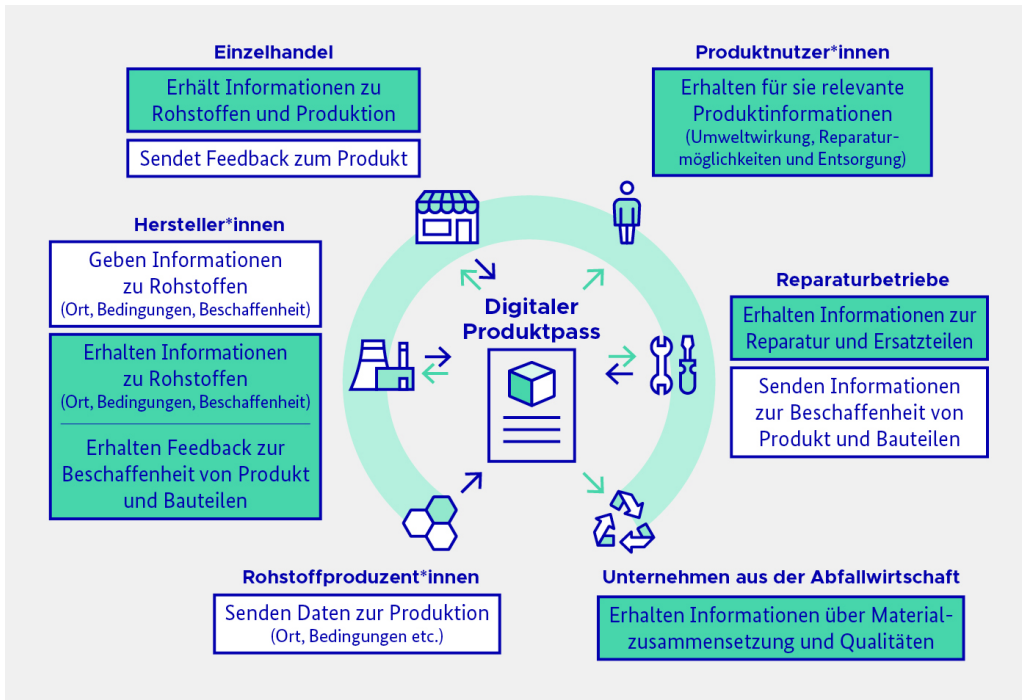 Einzelhandel
Erhält Informationen zu
Rohstoffen und Produktion
Sendet Feedback zum Produkt
Produktnutzer*innen
Erhalten für sie relevante
Produktinformationen
(Umweltwirkung, Reparatur-
möglichkeiten und Entsorgung)
Hersteller*innen
Geben Informationen
zu Rohstoffen
(Ort, Bedingungen, Beschaffenheit)
Erhalten Informationen
zu Rohstoffen
(Ort, Bedingungen, Beschaffenheit)
Erhalten Feedback zur
Beschaffenheit von Produkt
und Bauteilen
Digitaler
Produktpass
Reparaturbetriebe
Erhalten Informationen zur
Reparatur und Ersatzteilen
Senden Informationen
zur Beschaffenheit von
Produkt und Bauteilen
Rohstoffproduzent*innen
Senden Daten zur Produktion
(Ort, Bedingungen etc.)
Unternehmen aus der Abfallwirtschaft
Erhalten Informationen über Material-
zusammensetzung und Qualitäten